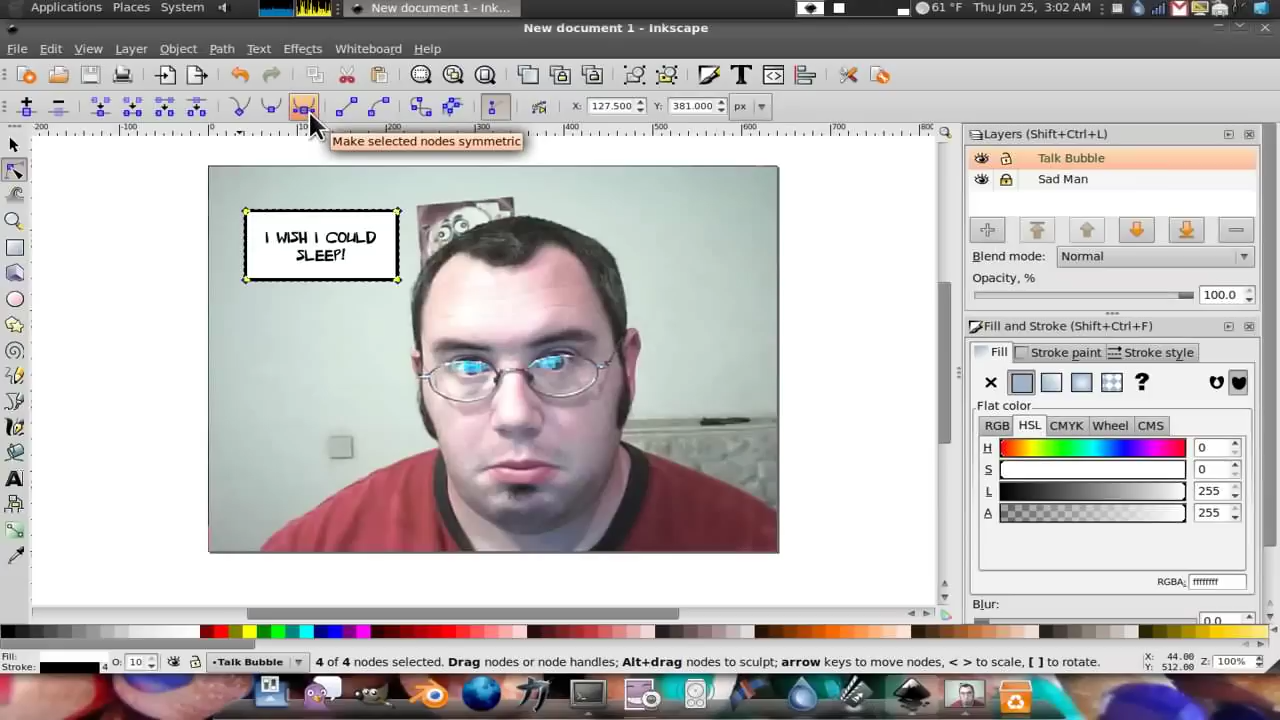 Applications Places System
New document 1 - Ink...
61 °F Thu Jun 25, 3:02 AM
New document 1 - Inkscape
File Edit View Layer Object Path Text Effects Whiteboard Help
X: 127.500 Y: 381.000 px
Make selected nodes symmetric
I WISH I COULD
SLEEP!
Layers (Shift+Ctrl+L)
Talk Bubble
Sad Man
Blend mode: Normal
Opacity, %
100.0
Fill and Stroke (Shift+Ctrl+F)
Fill Stroke paint Stroke style
Flat color
RGB HSL CMYK Wheel CMS
H 0
S 0
L 255
A 255
RGBA: ffffffff
Blur:
0.0
Fill:
Stroke: 4 O: 10 •Talk Bubble 4 of 4 nodes selected. Drag nodes or node handles; Alt+drag nodes to sculpt; arrow keys to move nodes, < > to scale, [ ] to rotate.
X: 44.00
Y: 512.00
Z: 100%